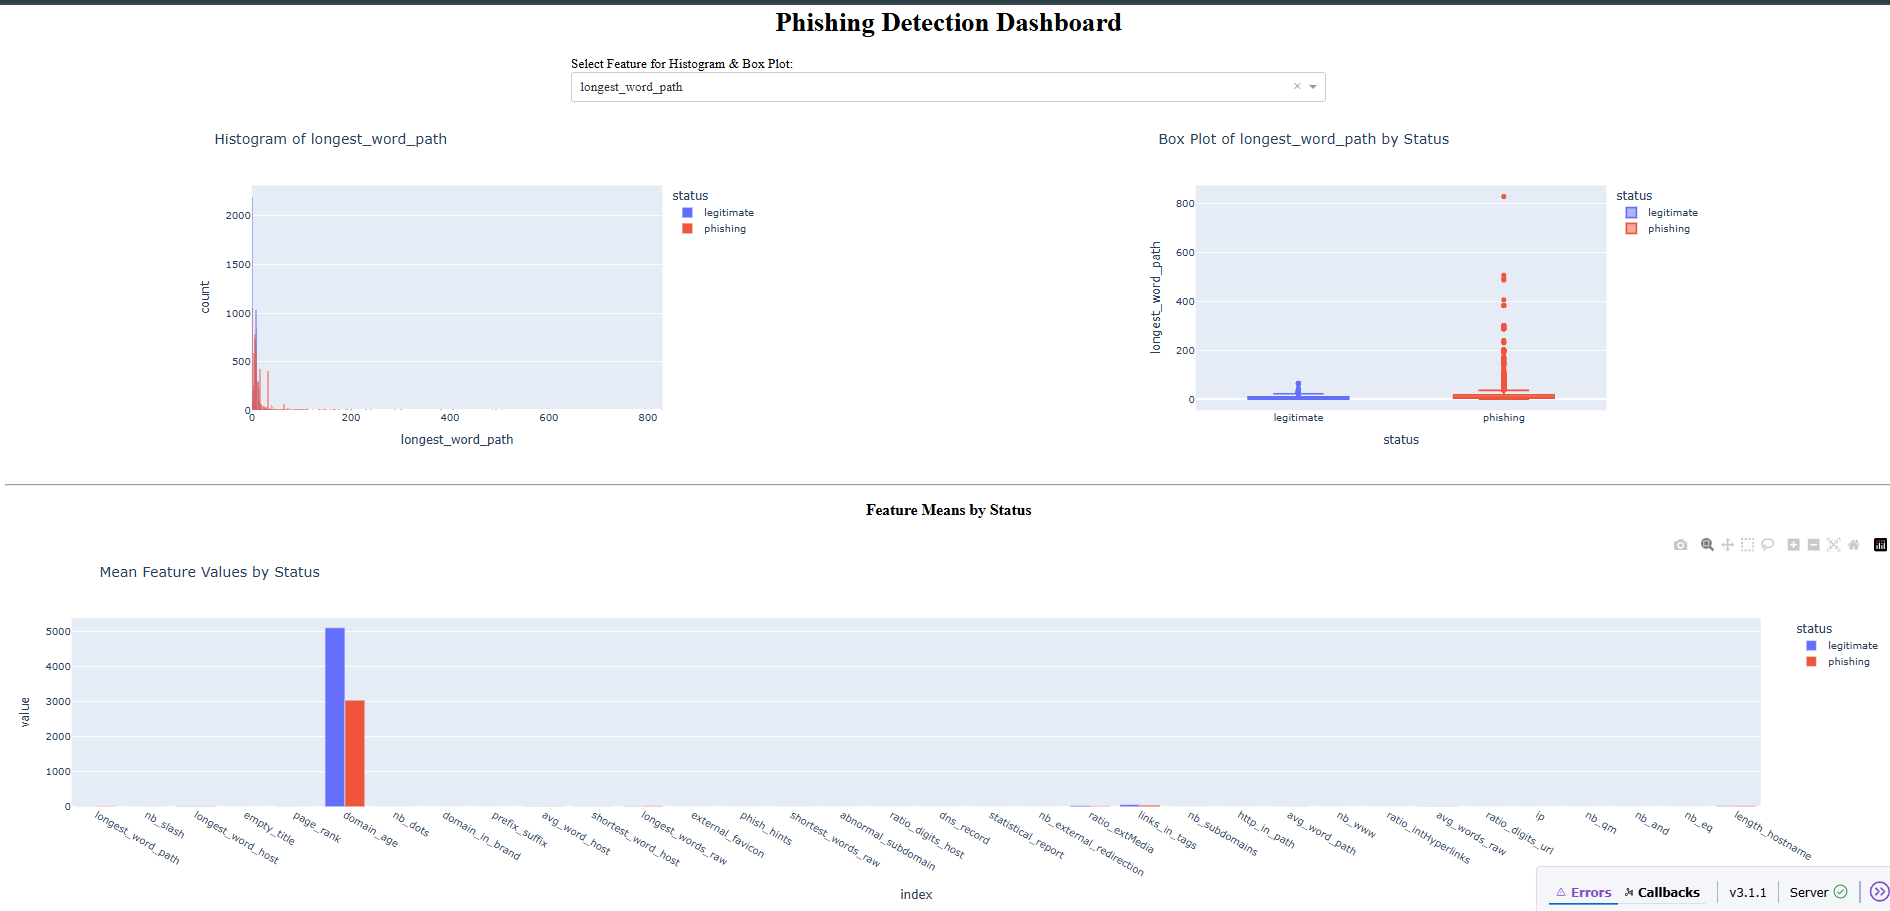 Phishing Detection Dashboard
Select Feature for Histogram & Box Plot:
longest_word_path
Histogram of longest_word_path
2000
1500
1000
500
0
count
0 200 400 600 800
longest_word_path
status
legitimate
phishing
Box Plot of longest_word_path by Status
800
600
400
200
0
longest_word_path
legitimate phishing
status
status
legitimate
phishing
Feature Means by Status
Mean Feature Values by Status
5000
4000
3000
2000
1000
0
value
longest_word_path
nb_slash
longest_word_host
empty_title
page_rank
domain_age
nb_dots
domain_in_brand
prefix_suffix
avg_word_host
shortest_word_host
longest_words_raw
external_favicon
phish_hints
shortest_words_raw
abnormal_subdomain
ratio_digits_host
dns_record
statistical_report
nb_external_redirection
ratio_extMedia
links_in_tags
nb_subdomains
http_in_path
avg_word_path
nb_www
ratio_intHyperlinks
avg_words_raw
ratio_digits_url
ip
nb_qm
nb_and
nb_eq
length_hostname
index
status
legitimate
phishing
Errors Callbacks v3.1.1 Server